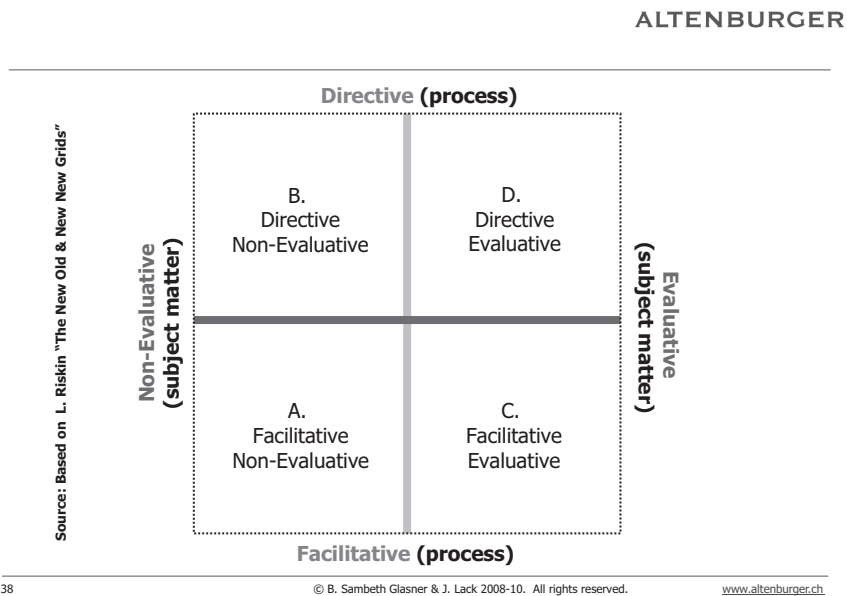 ALTENBURGER
Directive (process)
Source: Based on L. Riskin “The New Old & New New Grids”
Non-Evaluative
(subject matter)
B.
Directive
Non-Evaluative
D.
Directive
Evaluative
Evaluative
(subject matter)
A.
Facilitative
Non-Evaluative
C.
Facilitative
Evaluative
Facilitative (process)
38
© B. Sambeth Glasner & J. Lack 2008-10. All rights reserved.
www.altenburger.ch